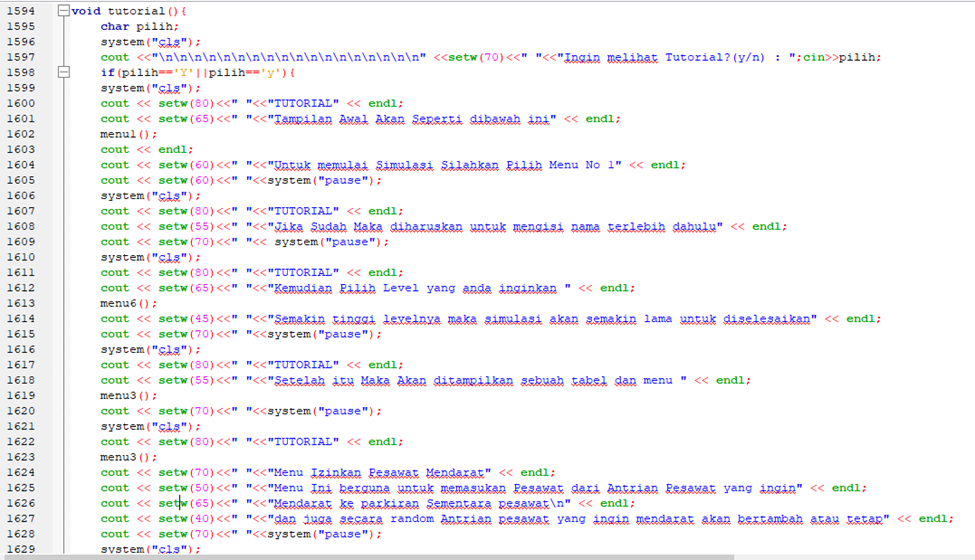 1594 void tutorial(){
1595 char pilih;
1596 system("cls");
1597 cout <<"\n\n\n\n\n\n\n\n\n\n\n\n\n\n\n\n\n\n" <<setw(70)<<" "<<"Ingin melihat Tutorial?(y/n) : ";cin>>pilih;
1598 if(pilih=='Y'||pilih=='y'){
1599 system("cls");
1600 cout << setw(80)<<" "<<"TUTORIAL" << endl;
1601 cout << setw(65)<<" "<<"Tampilan Awal Akan Seperti dibawah ini" << endl;
1602 menu1();
1603 cout << endl;
1604 cout << setw(60)<<" "<<"Untuk memulai Simulasi Silahkan Pilih Menu No 1" << endl;
1605 cout << setw(60)<<" "<<system("pause");
1606 system("cls");
1607 cout << setw(80)<<" "<<"TUTORIAL" << endl;
1608 cout << setw(55)<<" "<<"Jika Sudah Maka diharuskan untuk mengisi nama terlebih dahulu" << endl;
1609 cout << setw(70)<<" "<< system("pause");
1610 system("cls");
1611 cout << setw(80)<<" "<<"TUTORIAL" << endl;
1612 cout << setw(65)<<" "<<"Kemudian Pilih Level yang anda inginkan " << endl;
1613 menu6();
1614 cout << setw(45)<<" "<<"Semakin tinggi levelnya maka simulasi akan semakin lama untuk diselesaikan" << endl;
1615 cout << setw(70)<<" "<<system("pause");
1616 system("cls");
1617 cout << setw(80)<<" "<<"TUTORIAL" << endl;
1618 cout << setw(55)<<" "<<"Setelah itu Maka Akan ditampilkan sebuah tabel dan menu " << endl;
1619 menu3();
1620 cout << setw(70)<<" "<<system("pause");
1621 system("cls");
1622 cout << setw(80)<<" "<<"TUTORIAL" << endl;
1623 menu3();
1624 cout << setw(70)<<" "<<"Menu Izinkan Pesawat Mendarat" << endl;
1625 cout << setw(50)<<" "<<"Menu Ini berguna untuk memasukan Pesawat dari Antrian Pesawat yang ingin" << endl;
1626 cout << setw(65)<<" "<<"Mendarat ke parkiran Sementara pesawat\n" << endl;
1627 cout << setw(40)<<" "<<"dan juga secara random Antrian pesawat yang ingin mendarat akan bertambah atau tetap" << endl;
1628 cout << setw(70)<<" "<<system("pause");
1629 system("cls");